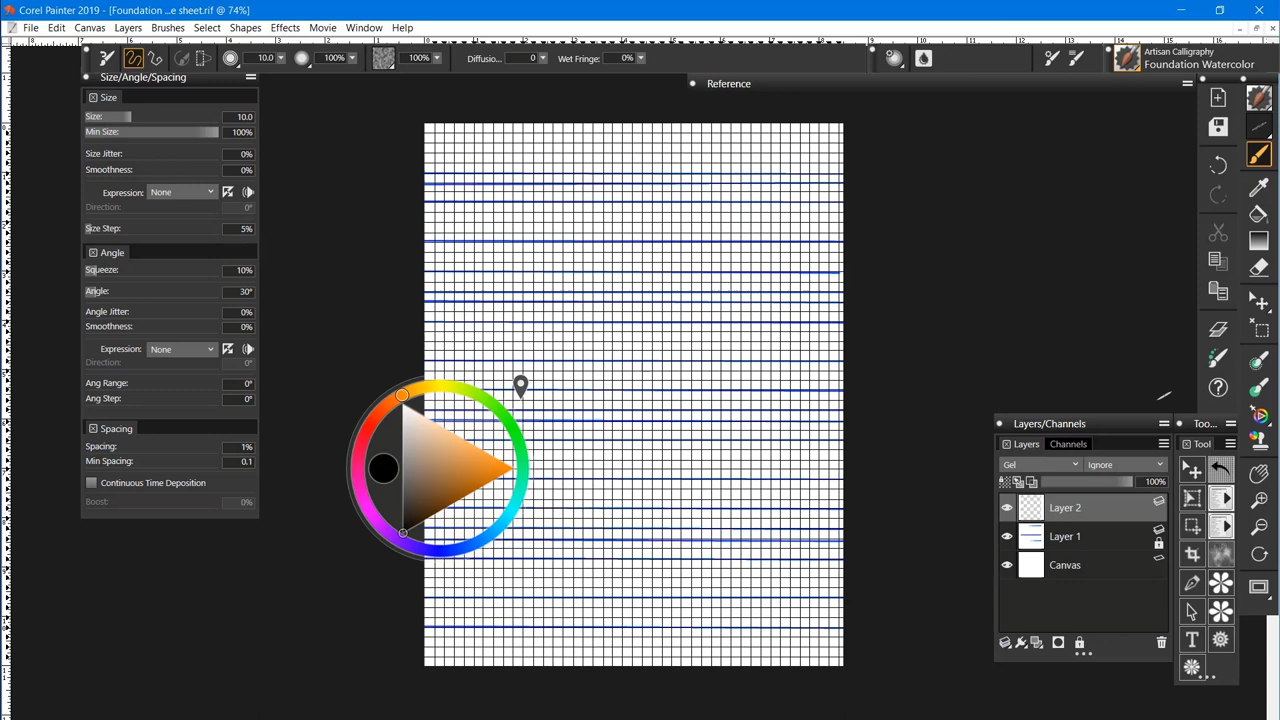 Corel Painter 2019 - [Foundation ...e sheet.rif @ 74%]
File Edit Canvas Layers Brushes Select Shapes Effects Movie Window Help
10.0 100% 100% Diffusio... 0 Wet Fringe: 0%
Artisan Calligraphy
Foundation Watercolor
Size/Angle/Spacing
Reference
Size
Size: 10.0
Min Size: 100%
Size Jitter: 0%
Smoothness: 0%
Expression: None
Direction: 0°
Size Step: 5%
Angle
Squeeze: 10%
Angle: 30°
Angle Jitter: 0%
Smoothness: 0%
Expression: None
Direction: 0°
Ang Range: 0°
Ang Step: 0°
Spacing
Spacing: 1%
Min Spacing: 0.1
Continuous Time Deposition
Boost: 0%
Layers/Channels
Too...
Layers Channels
Tool
Gel Ignore
100%
Layer 2
Layer 1
Canvas
T